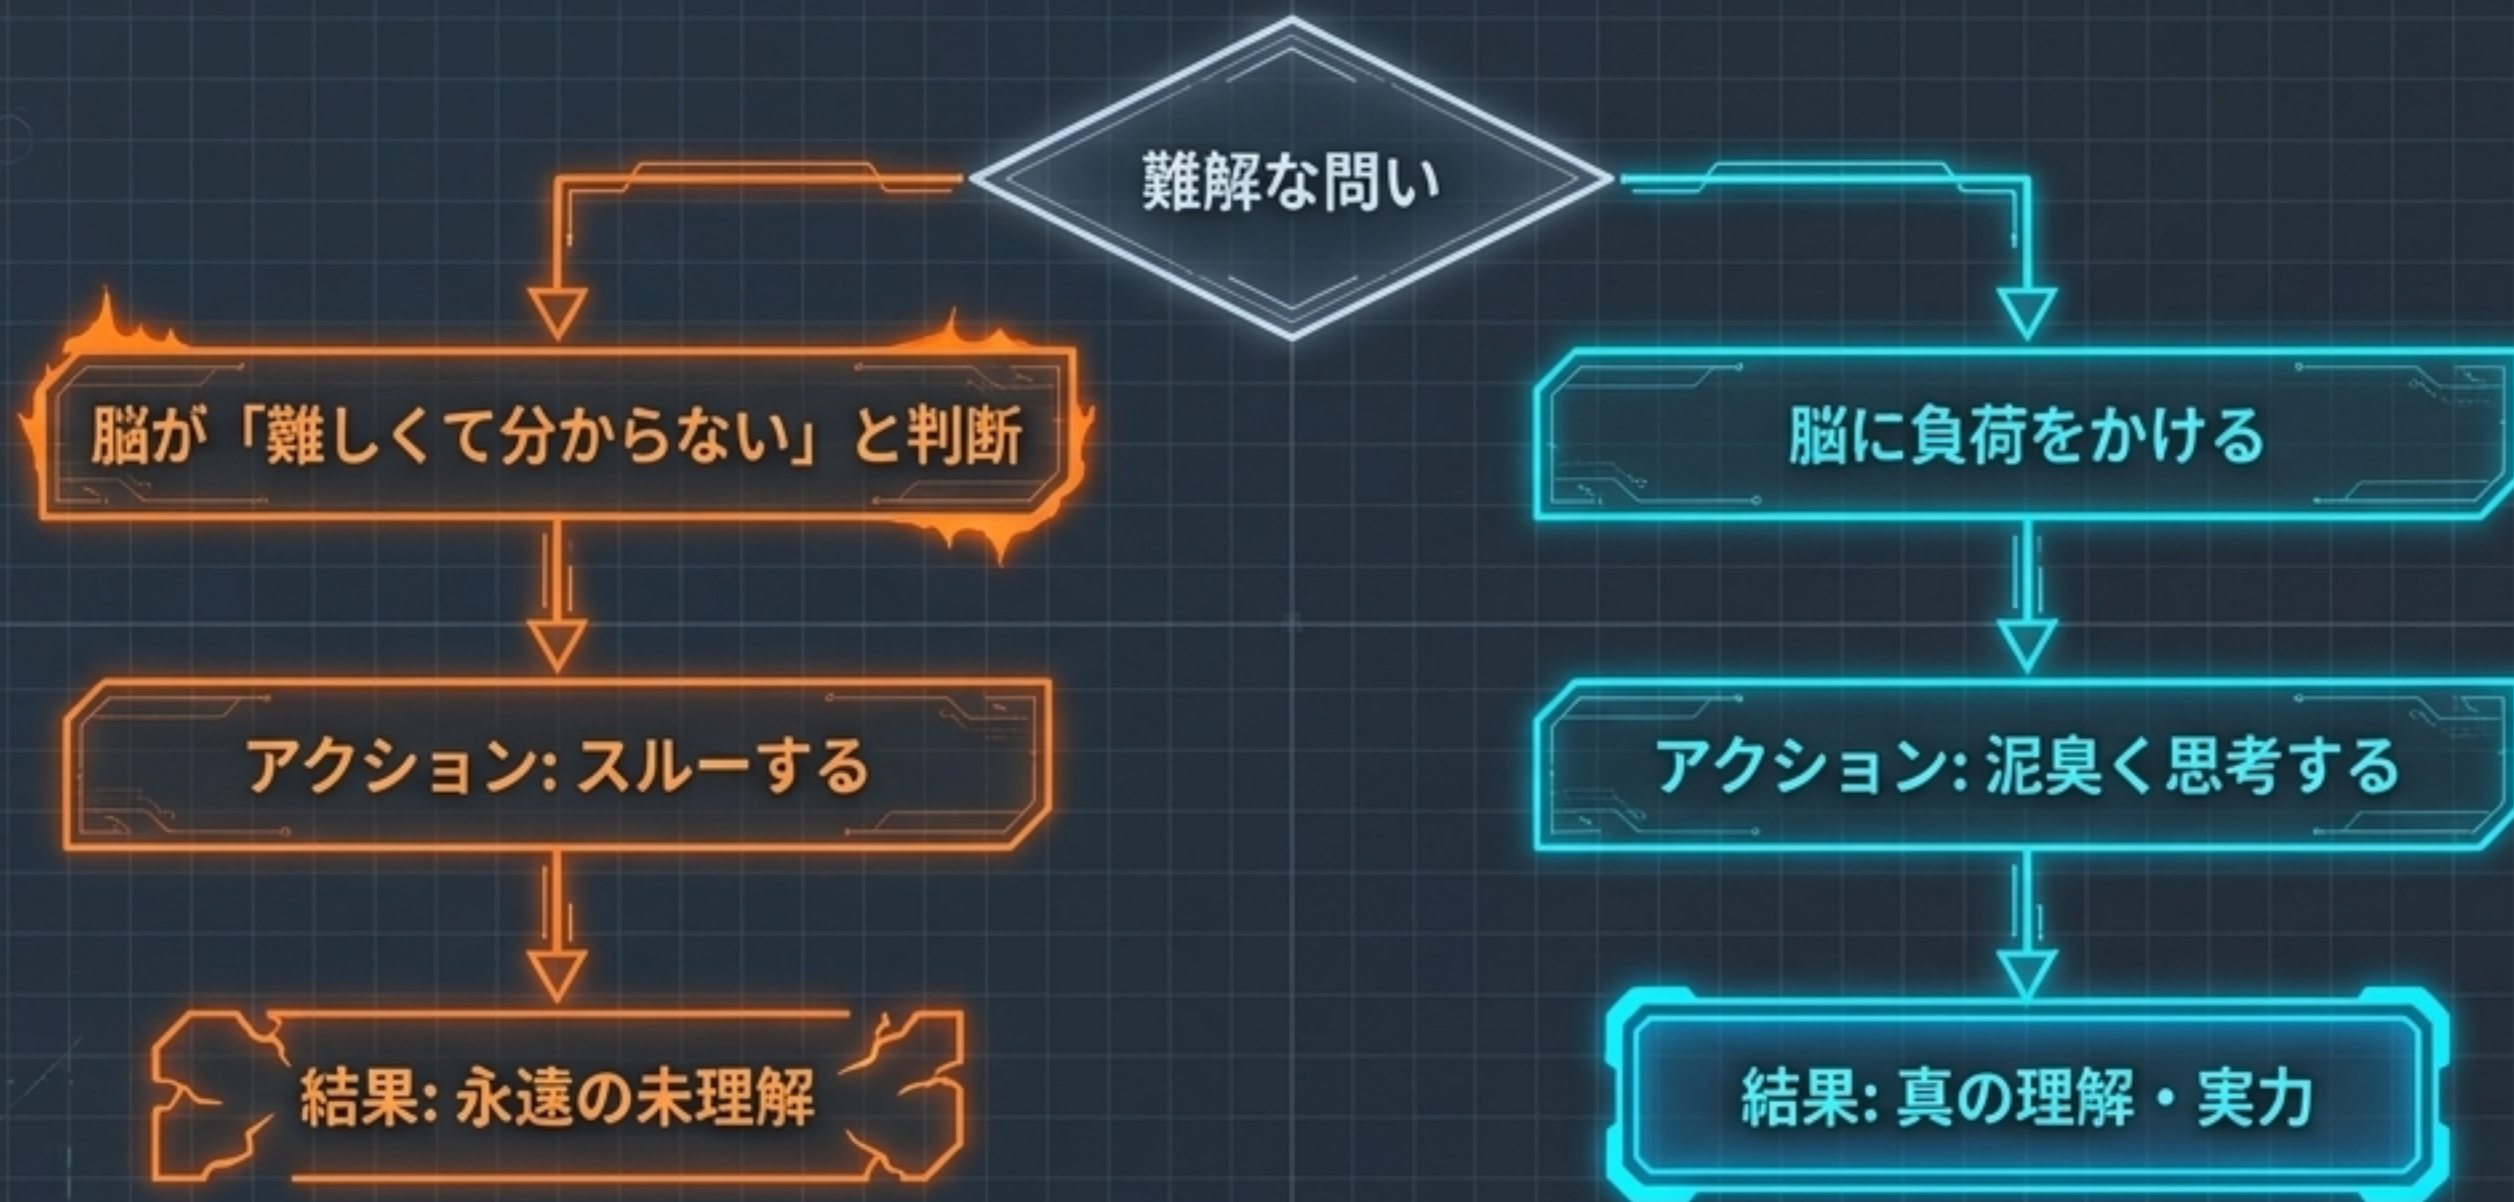 難解な問い
脳が「難しくて分からない」と判断
アクション: スルーする
結果: 永遠の未理解
脳に負荷をかける
アクション: 泥臭く思考する
結果: 真の理解・実力